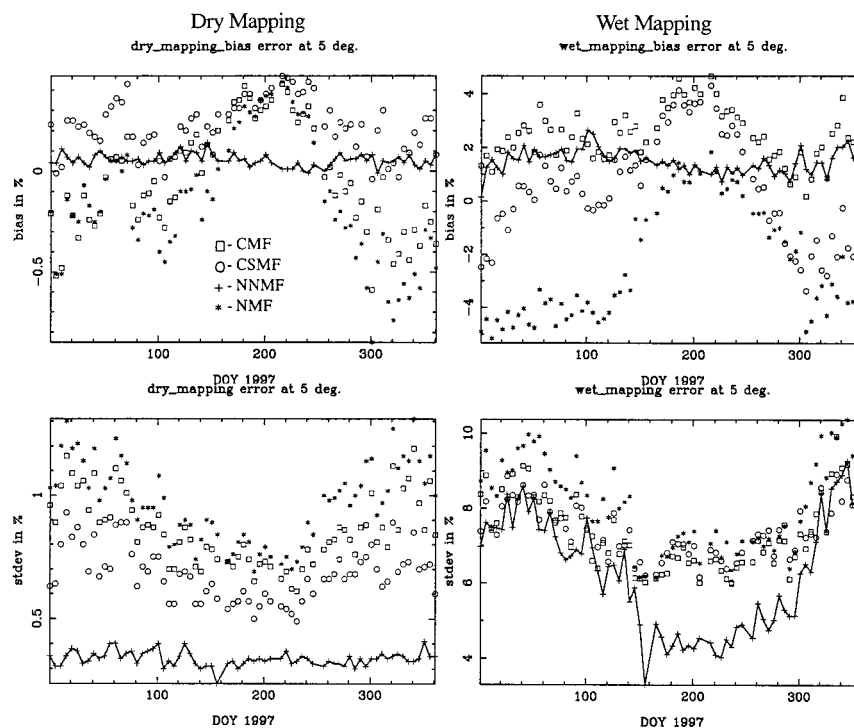 Dry Mapping
dry_mapping_bias error at 5 deg.
bias in %
0
−0.5
□ - CMF
○ - CSMF
+ - NNMF
* - NMF
100
200
300
DOY 1997
Wet Mapping
wet_mapping_bias error at 5 deg.
bias in %
4
2
0
−2
−4
100
200
300
DOY 1997
dry_mapping error at 5 deg.
stdev in %
1
0.5
100
200
300
DOY 1997
wet_mapping error at 5 deg.
stdev in %
10
8
6
4
100
200
300
DOY 1997